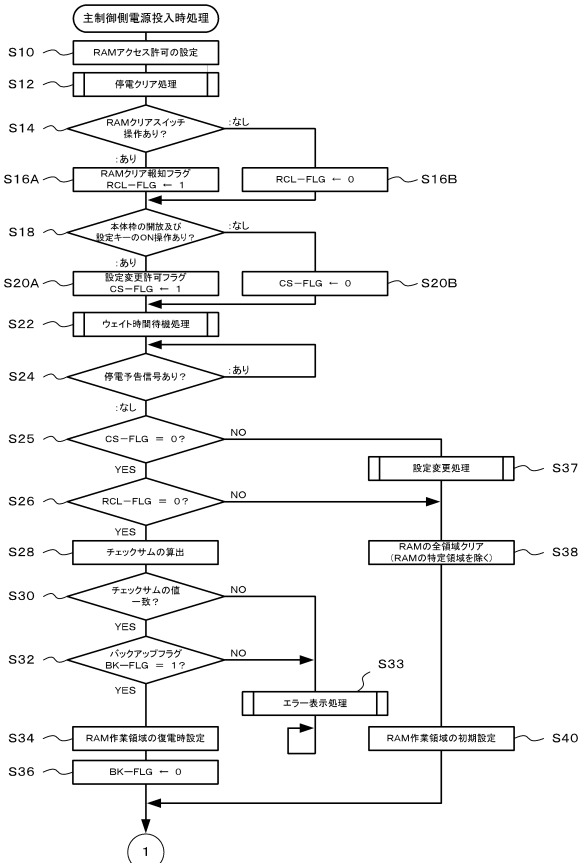 主制御側電源投入時処理
S10
RAMアクセス許可の設定
S12
停電クリア処理
S14
RAMクリアスイッチ
操作あり?
:なし
:あり
S16A
RAMクリア報知フラグ
RCL-FLG ← 1
RCL-FLG ← 0
S16B
S18
本体枠の開放及び
設定キーのON操作あり?
:なし
:あり
S20A
設定変更許可フラグ
CS-FLG ← 1
CS-FLG ← 0
S20B
S22
ウェイト時間待機処理
S24
停電予告信号あり?
:あり
:なし
S25
CS-FLG = 0?
NO
YES
設定変更処理
S37
S26
RCL-FLG = 0?
NO
YES
S28
チェックサムの算出
RAMの全領域クリア
(RAMの特定領域を除く)
S38
S30
チェックサムの値
一致?
NO
YES
S32
バックアップフラグ
BK-FLG = 1?
NO
YES
S33
エラー表示処理
S34
RAM作業領域の復電時設定
RAM作業領域の初期設定
S40
S36
BK-FLG ← 0
1